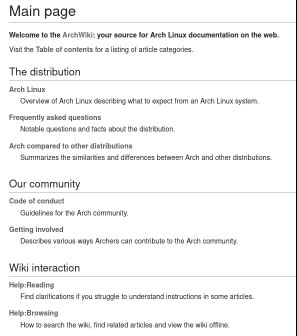 Main page
Welcome to the ArchWiki: your source for Arch Linux documentation on the web.
Visit the Table of contents for a listing of article categories.
The distribution
Arch Linux
Overview of Arch Linux describing what to expect from an Arch Linux system.
Frequently asked questions
Notable questions and facts about the distribution.
Arch compared to other distributions
Summarizes the similarities and differences between Arch and other distributions.
Our community
Code of conduct
Guidelines for the Arch community.
Getting involved
Describes various ways Archers can contribute to the Arch community.
Wiki interaction
Help:Reading
Find clarifications if you struggle to understand instructions in some articles.
Help:Browsing
How to search the wiki, find related articles and view the wiki offline.